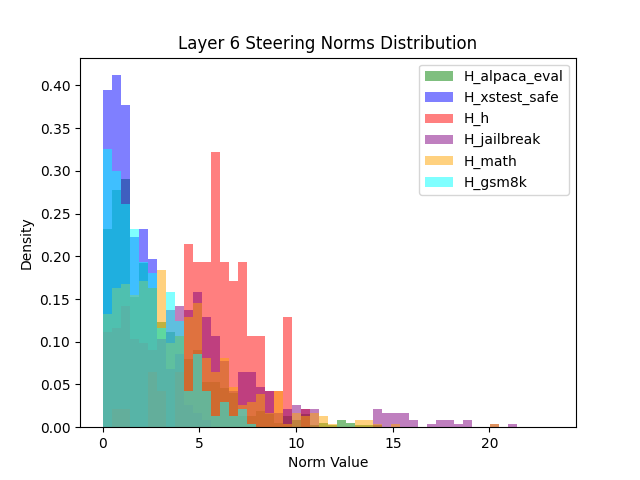 Layer 6 Steering Norms Distribution
H_alpaca_eval
H_xstest_safe
H_h
H_jailbreak
H_math
H_gsm8k
0.40
0.35
0.30
0.25
0.20
0.15
0.10
0.05
0.00
Density
0 5 10 15 20
Norm Value